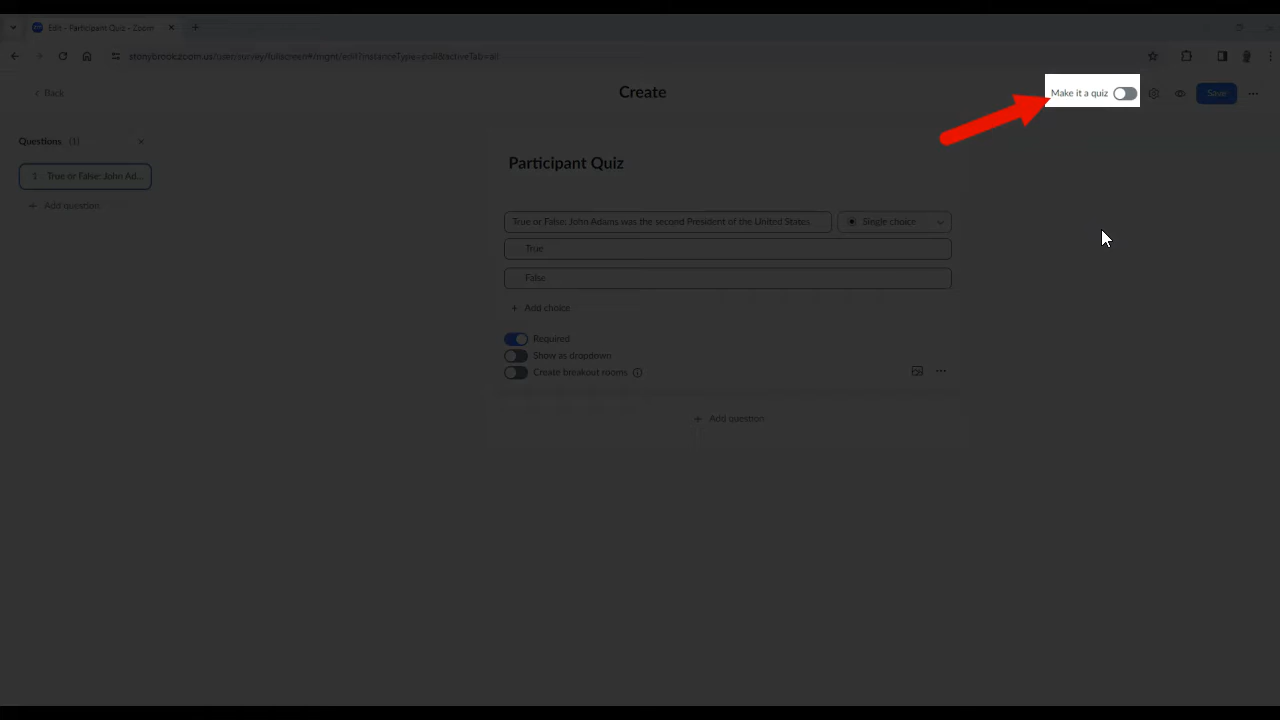 Edit - Participant Quiz - Zoom
stonybrook.zoom.us/user/survey/fullscreen#/mgnt/edit?instanceType=poll&activeTab=all
Back
Create
Make it a quiz
Save
Questions (1)
Participant Quiz
1 True or False: John Ad...
Add question
True or False: John Adams was the second President of the United States
Single choice
True
False
+ Add choice
Required
Show as dropdown
Create breakout rooms
+ Add question